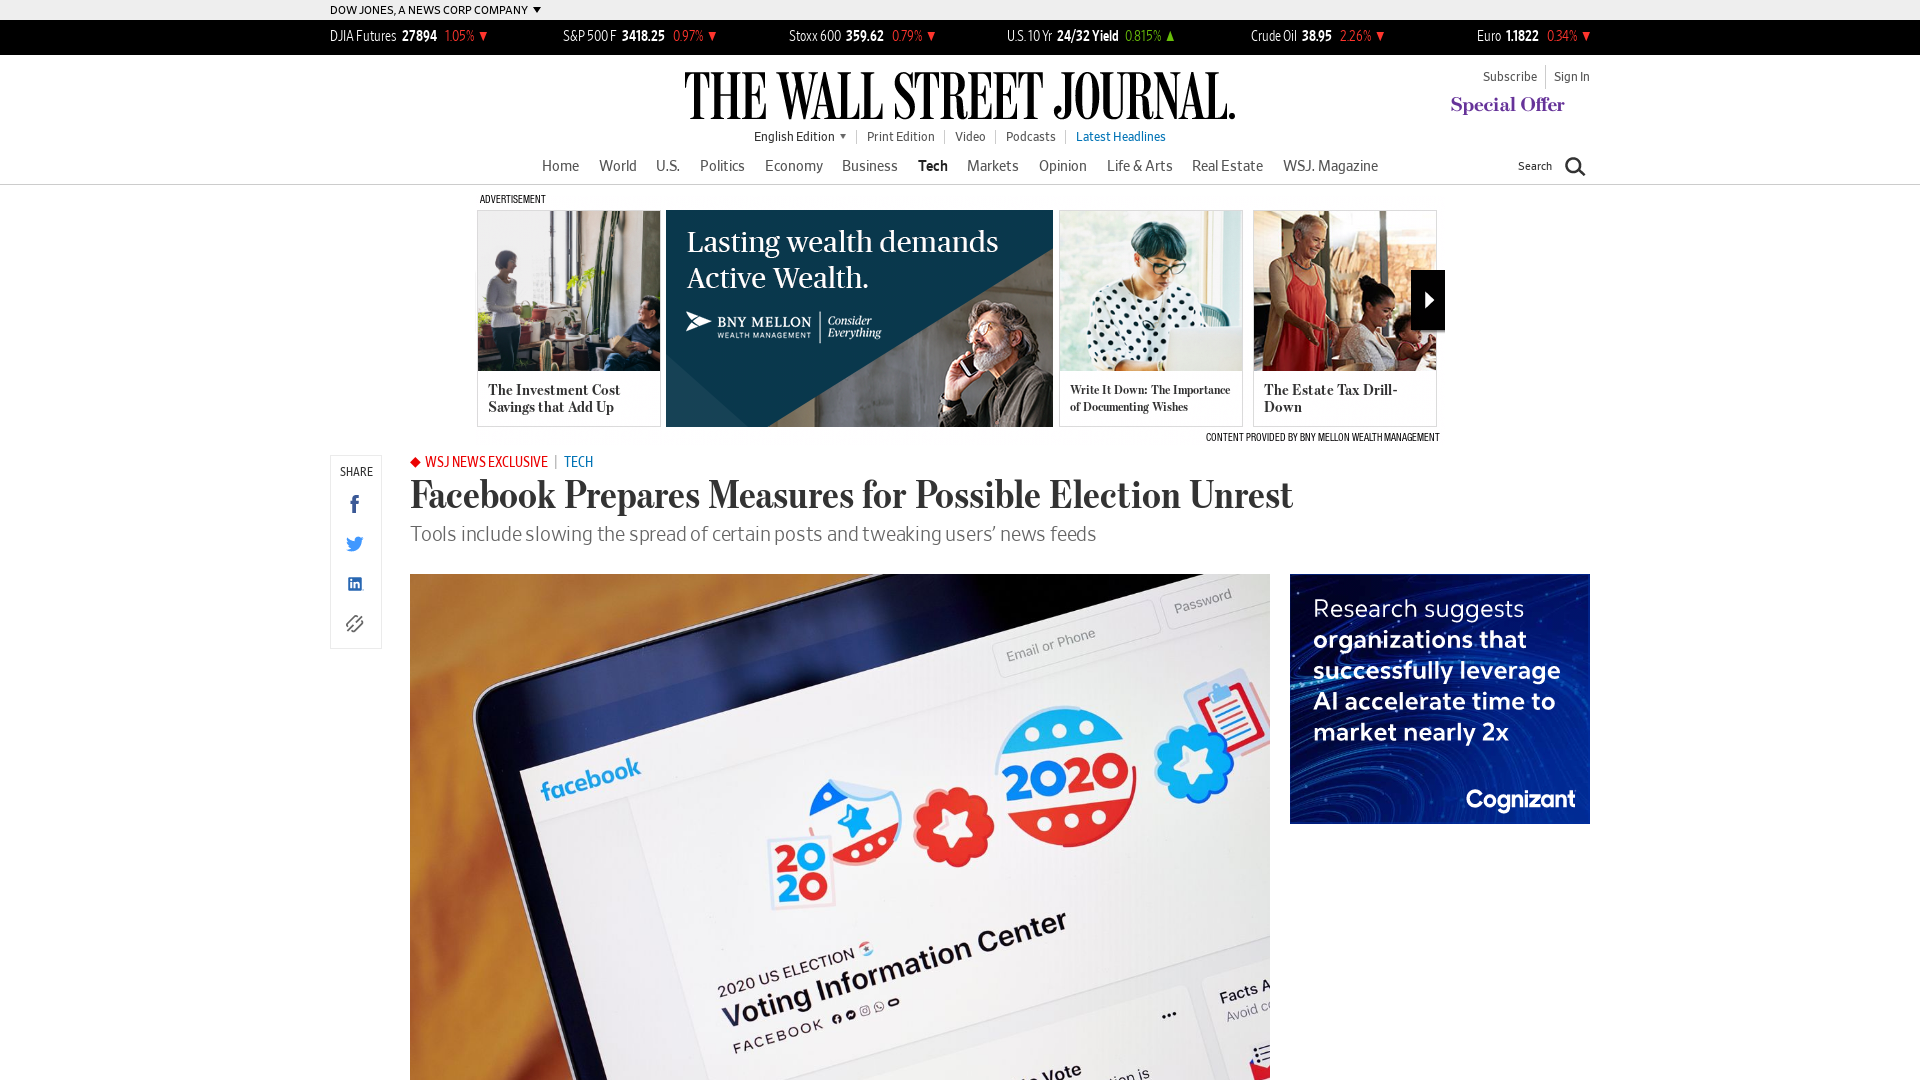 DOW JONES, A NEWS CORP COMPANY
DJIA Futures 27894 1.05% S&P 500 F 3418.25 0.97% Stoxx 600 359.62 0.79% U.S. 10 Yr 24/32 Yield 0.815% Crude Oil 38.95 2.26% Euro 1.1822 0.34%
THE WALL STREET JOURNAL.
Subscribe Sign In
Special Offer
English Edition Print Edition Video Podcasts Latest Headlines
Home World U.S. Politics Economy Business Tech Markets Opinion Life & Arts Real Estate WSJ. Magazine
Search
ADVERTISEMENT
The Investment Cost
Savings that Add Up
Lasting wealth demands
Active Wealth.
BNY MELLON
WEALTH MANAGEMENT
Consider
Everything
Write It Down: The Importance
of Documenting Wishes
The Estate Tax Drill-
Down
CONTENT PROVIDED BY BNY MELLON WEALTH MANAGEMENT
SHARE
WSJ NEWS EXCLUSIVE | TECH
Facebook Prepares Measures for Possible Election Unrest
Tools include slowing the spread of certain posts and tweaking users’ news feeds
Email or Phone
Password
facebook
20
20
2020
2020 US ELECTION
Voting Information Center
FACEBOOK
Facts A
Vote
Research suggests
organizations that
successfully leverage
AI accelerate time to
market nearly 2x
Cognizant